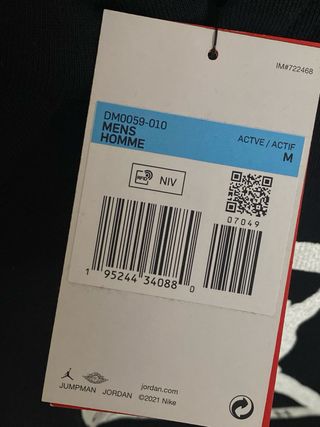 IM#722468
DM0059-010
MENS
HOMME
ACTVE / ACTIF
M
RFID
NIV
07049
1 95244 34088 0
JUMPMAN JORDAN
jordan.com
©2021 Nike